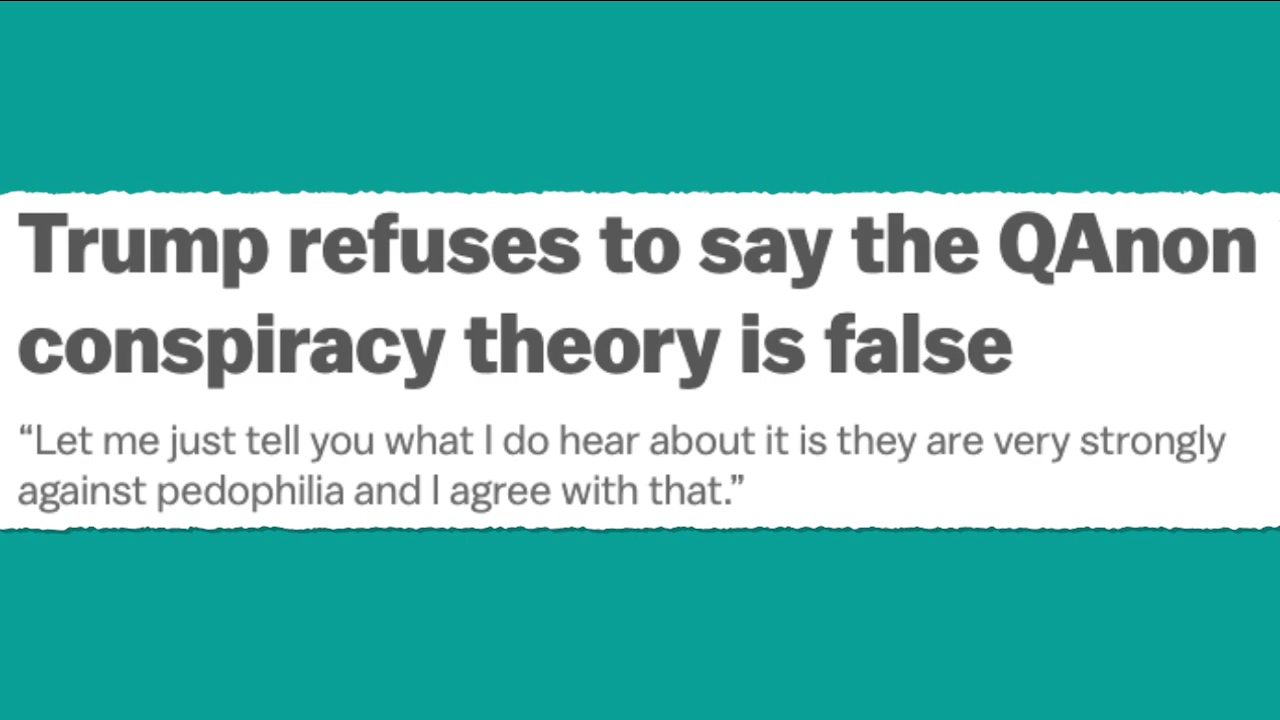 Trump refuses to say the QAnon
conspiracy theory is false
“Let me just tell you what I do hear about it is they are very strongly
against pedophilia and I agree with that.”